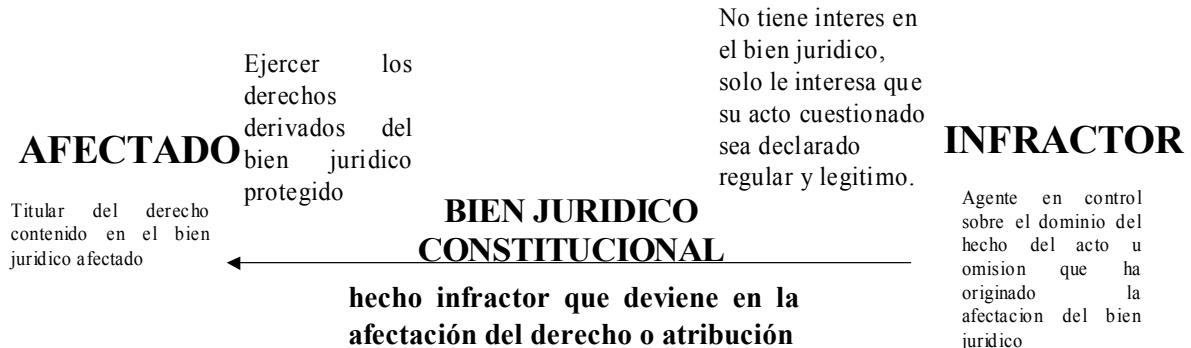 AFECTADO
Titular del derecho
contenido en el bien
juridico afectado
Ejercer los
derechos
derivados del
bien juridico
protegido
BIEN JURIDICO
CONSTITUCIONAL
hecho infractor que deviene en la
afectación del derecho o atribución
No tiene interes en
el bien juridico,
solo le interesa que
su acto cuestionado
sea declarado
regular y legitimo.
INFRACTOR
Agente en control
sobre el dominio del
hecho del acto u
omision que ha
originado la
afectacion del bien
juridico